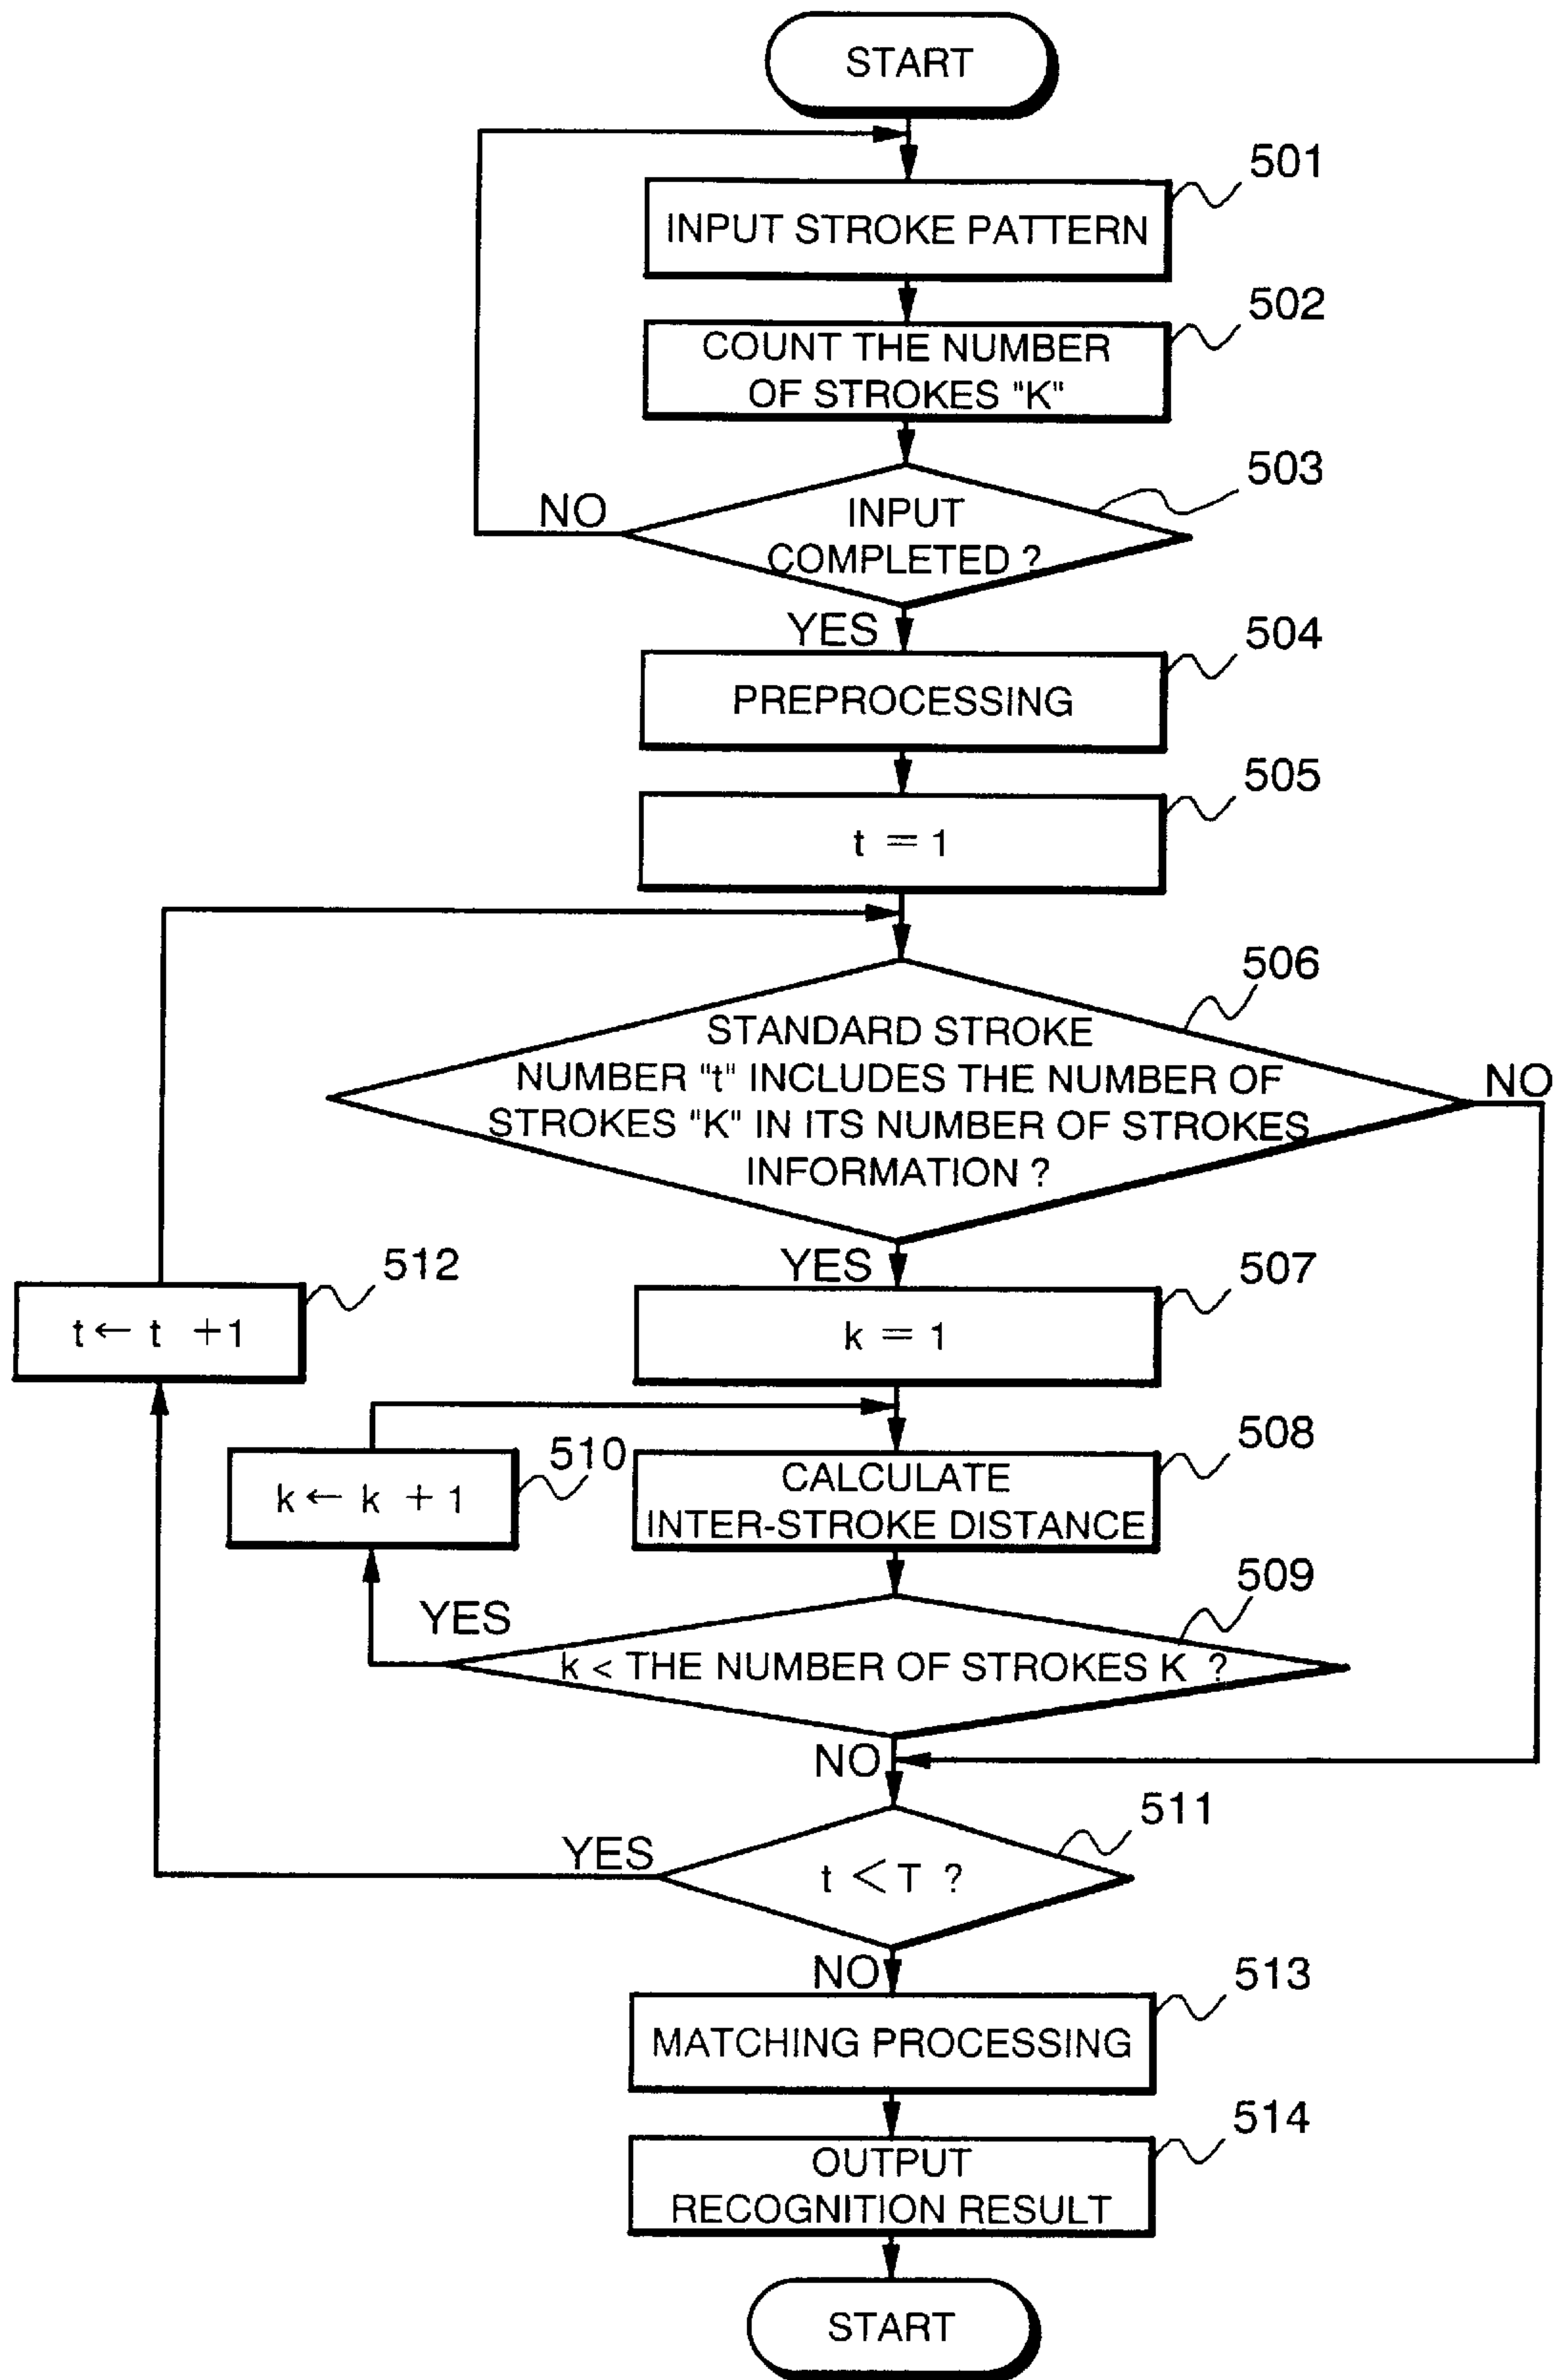 START
501
INPUT STROKE PATTERN
502
COUNT THE NUMBER
OF STROKES "K"
503
NO
INPUT
COMPLETED ?
YES
504
PREPROCESSING
505
t = 1
506
STANDARD STROKE
NUMBER "t" INCLUDES THE NUMBER OF
STROKES "K" IN ITS NUMBER OF STROKES
INFORMATION ?
NO
YES
512
t ← t +1
507
k = 1
510
k ← k + 1
508
CALCULATE
INTER-STROKE DISTANCE
509
YES
k < THE NUMBER OF STROKES K ?
NO
511
YES
t < T ?
NO
513
MATCHING PROCESSING
514
OUTPUT
RECOGNITION RESULT
START